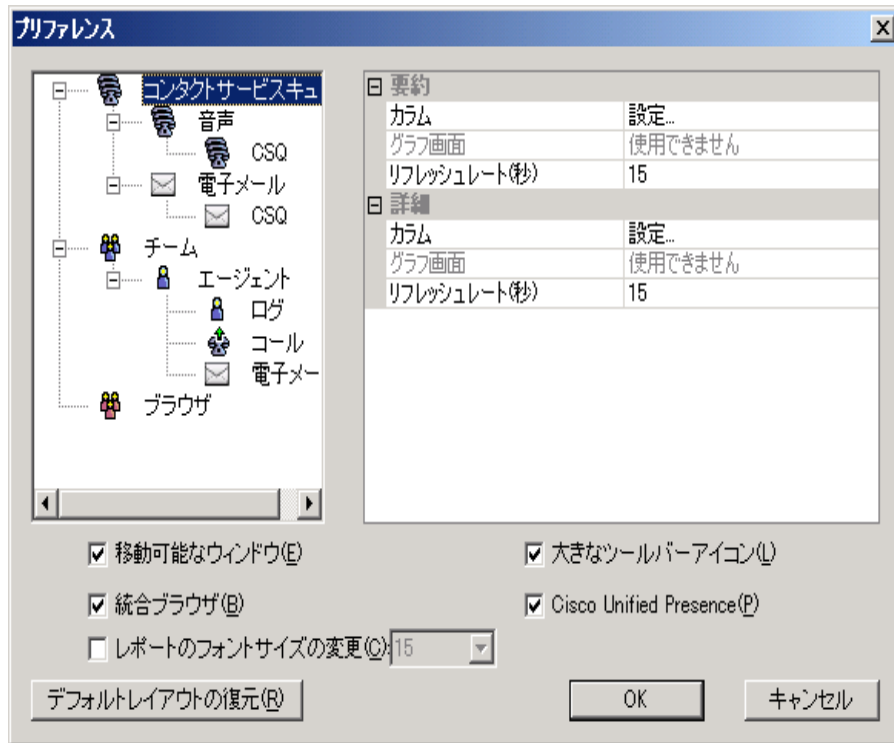 プリファレンス
コンタクトサービスキュ
音声
CSQ
電子メール
CSQ
チーム
エージェント
ログ
コール
電子メー
ブラウザ
要約
カラム 設定...
グラフ画面 使用できません
リフレッシュレート(秒) 15
詳細
カラム 設定...
グラフ画面 使用できません
リフレッシュレート(秒) 15
移動可能なウィンドウ(E) 大きなツールバーアイコン(L)
統合ブラウザ(B) Cisco Unified Presence(P)
レポートのフォントサイズの変更(C): 15
デフォルトレイアウトの復元(R) OK キャンセル